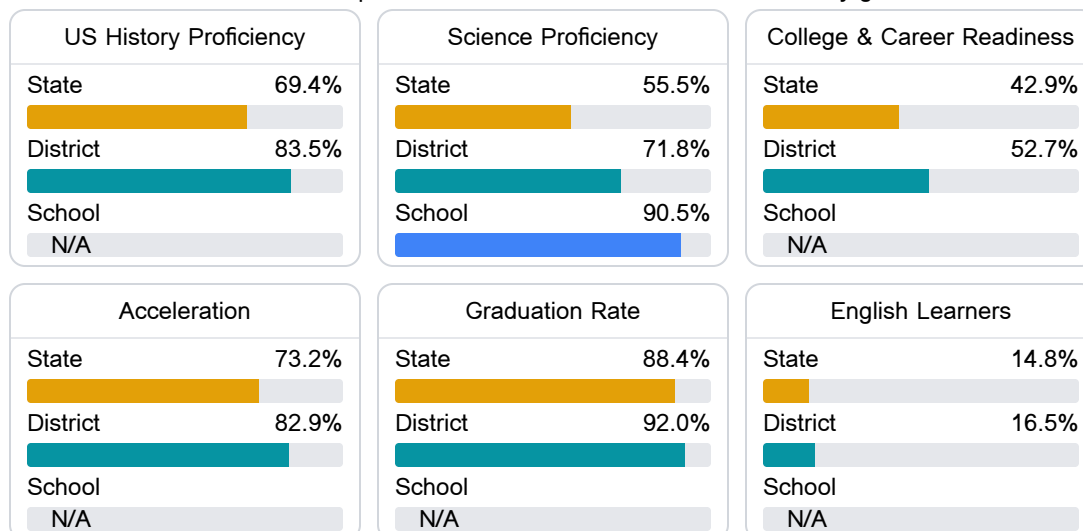 US History Proficiency
State 69.4%
District 83.5%
School
N/A
Science Proficiency
State 55.5%
District 71.8%
School 90.5%
College & Career Readiness
State 42.9%
District 52.7%
School
N/A
Acceleration
State 73.2%
District 82.9%
School
N/A
Graduation Rate
State 88.4%
District 92.0%
School
N/A
English Learners
State 14.8%
District 16.5%
School
N/A